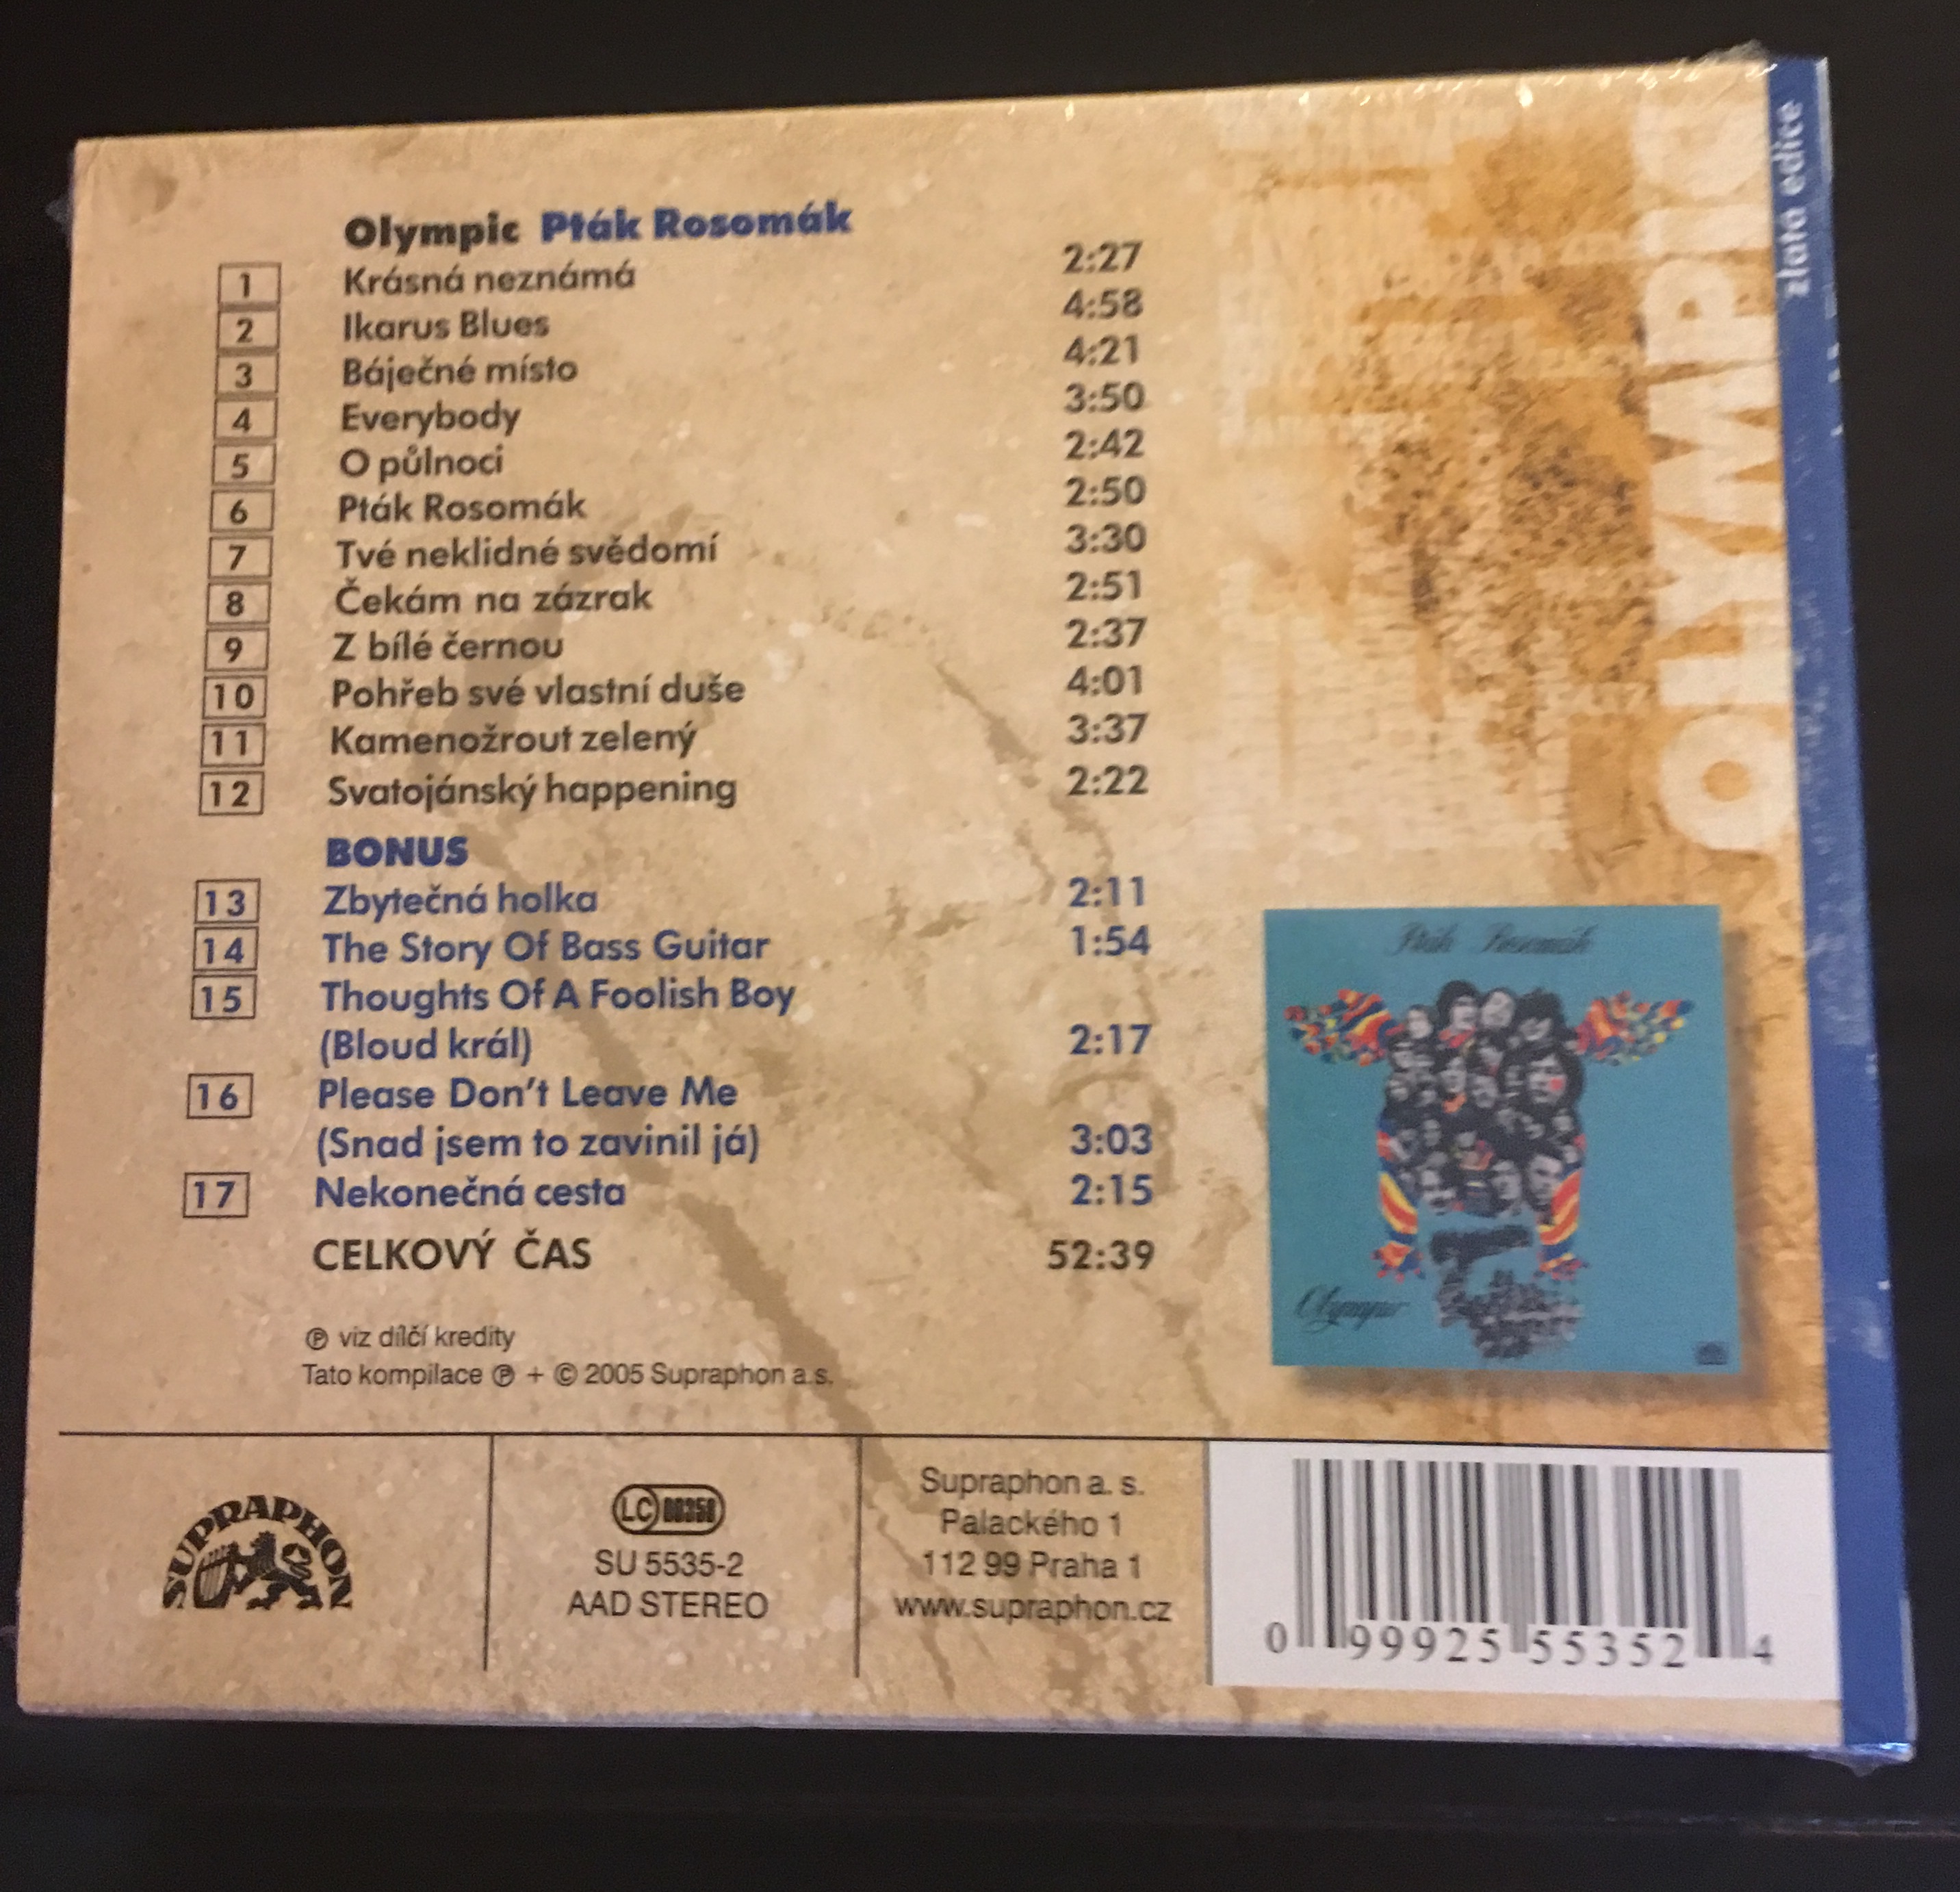 Olympic Pták Rosomák
1 Krásná neznámá 2:27
2 Ikarus Blues 4:58
3 Báječné místo 4:21
4 Everybody 3:50
5 O půlnoci 2:42
6 Pták Rosomák 2:50
7 Tvé neklidné svědomí 3:30
8 Čekám na zázrak 2:51
9 Z bílé černou 2:37
10 Pohřeb své vlastní duše 4:01
11 Kamenožrout zelený 3:37
12 Svatojánský happening 2:22
BONUS
13 Zbytečná holka 2:11
14 The Story Of Bass Guitar 1:54
15 Thoughts Of A Foolish Boy
(Bloud král) 2:17
16 Please Don't Leave Me
(Snad jsem to zavinil já) 3:03
17 Nekonečná cesta 2:15
CELKOVÝ ČAS 52:39
℗ viz dílčí kredity
Tato kompilace ℗ + © 2005 Supraphon a.s.
SUPRAPHON
LC 00358
SU 5535-2
AAD STEREO
Supraphon a. s.
Palackého 1
112 99 Praha 1
www.supraphon.cz
0 99925 55352 4
Pták Rosomák
Olympic
OLYMPIC
zlatá edice